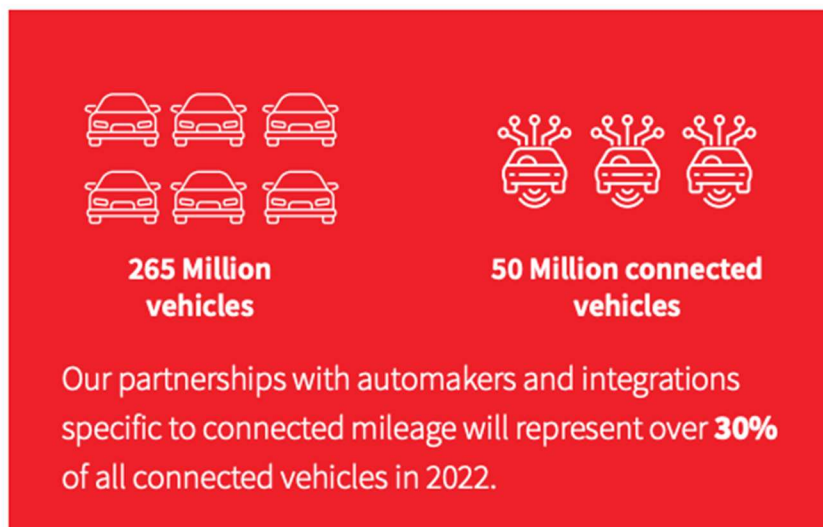 265 Million
vehicles
50 Million connected
vehicles
Our partnerships with automakers and integrations
specific to connected mileage will represent over 30%
of all connected vehicles in 2022.